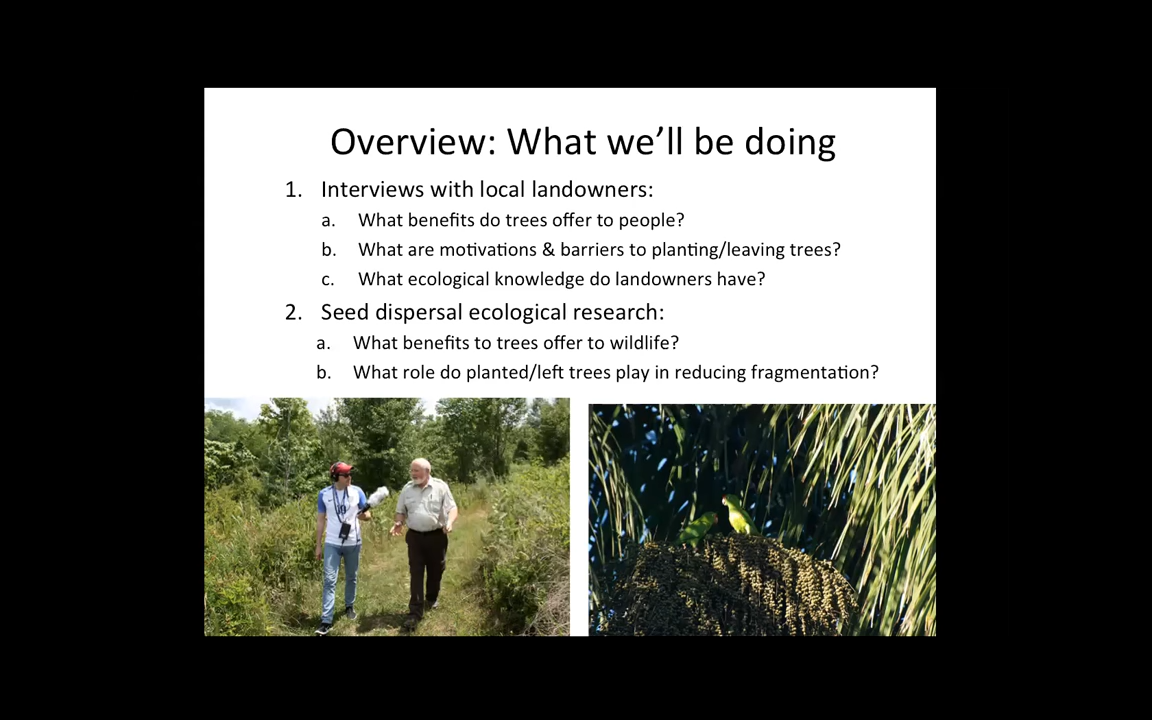 Overview: What we’ll be doing
1. Interviews with local landowners:
a. What benefits do trees offer to people?
b. What are motivations & barriers to planting/leaving trees?
c. What ecological knowledge do landowners have?
2. Seed dispersal ecological research:
a. What benefits to trees offer to wildlife?
b. What role do planted/left trees play in reducing fragmentation?